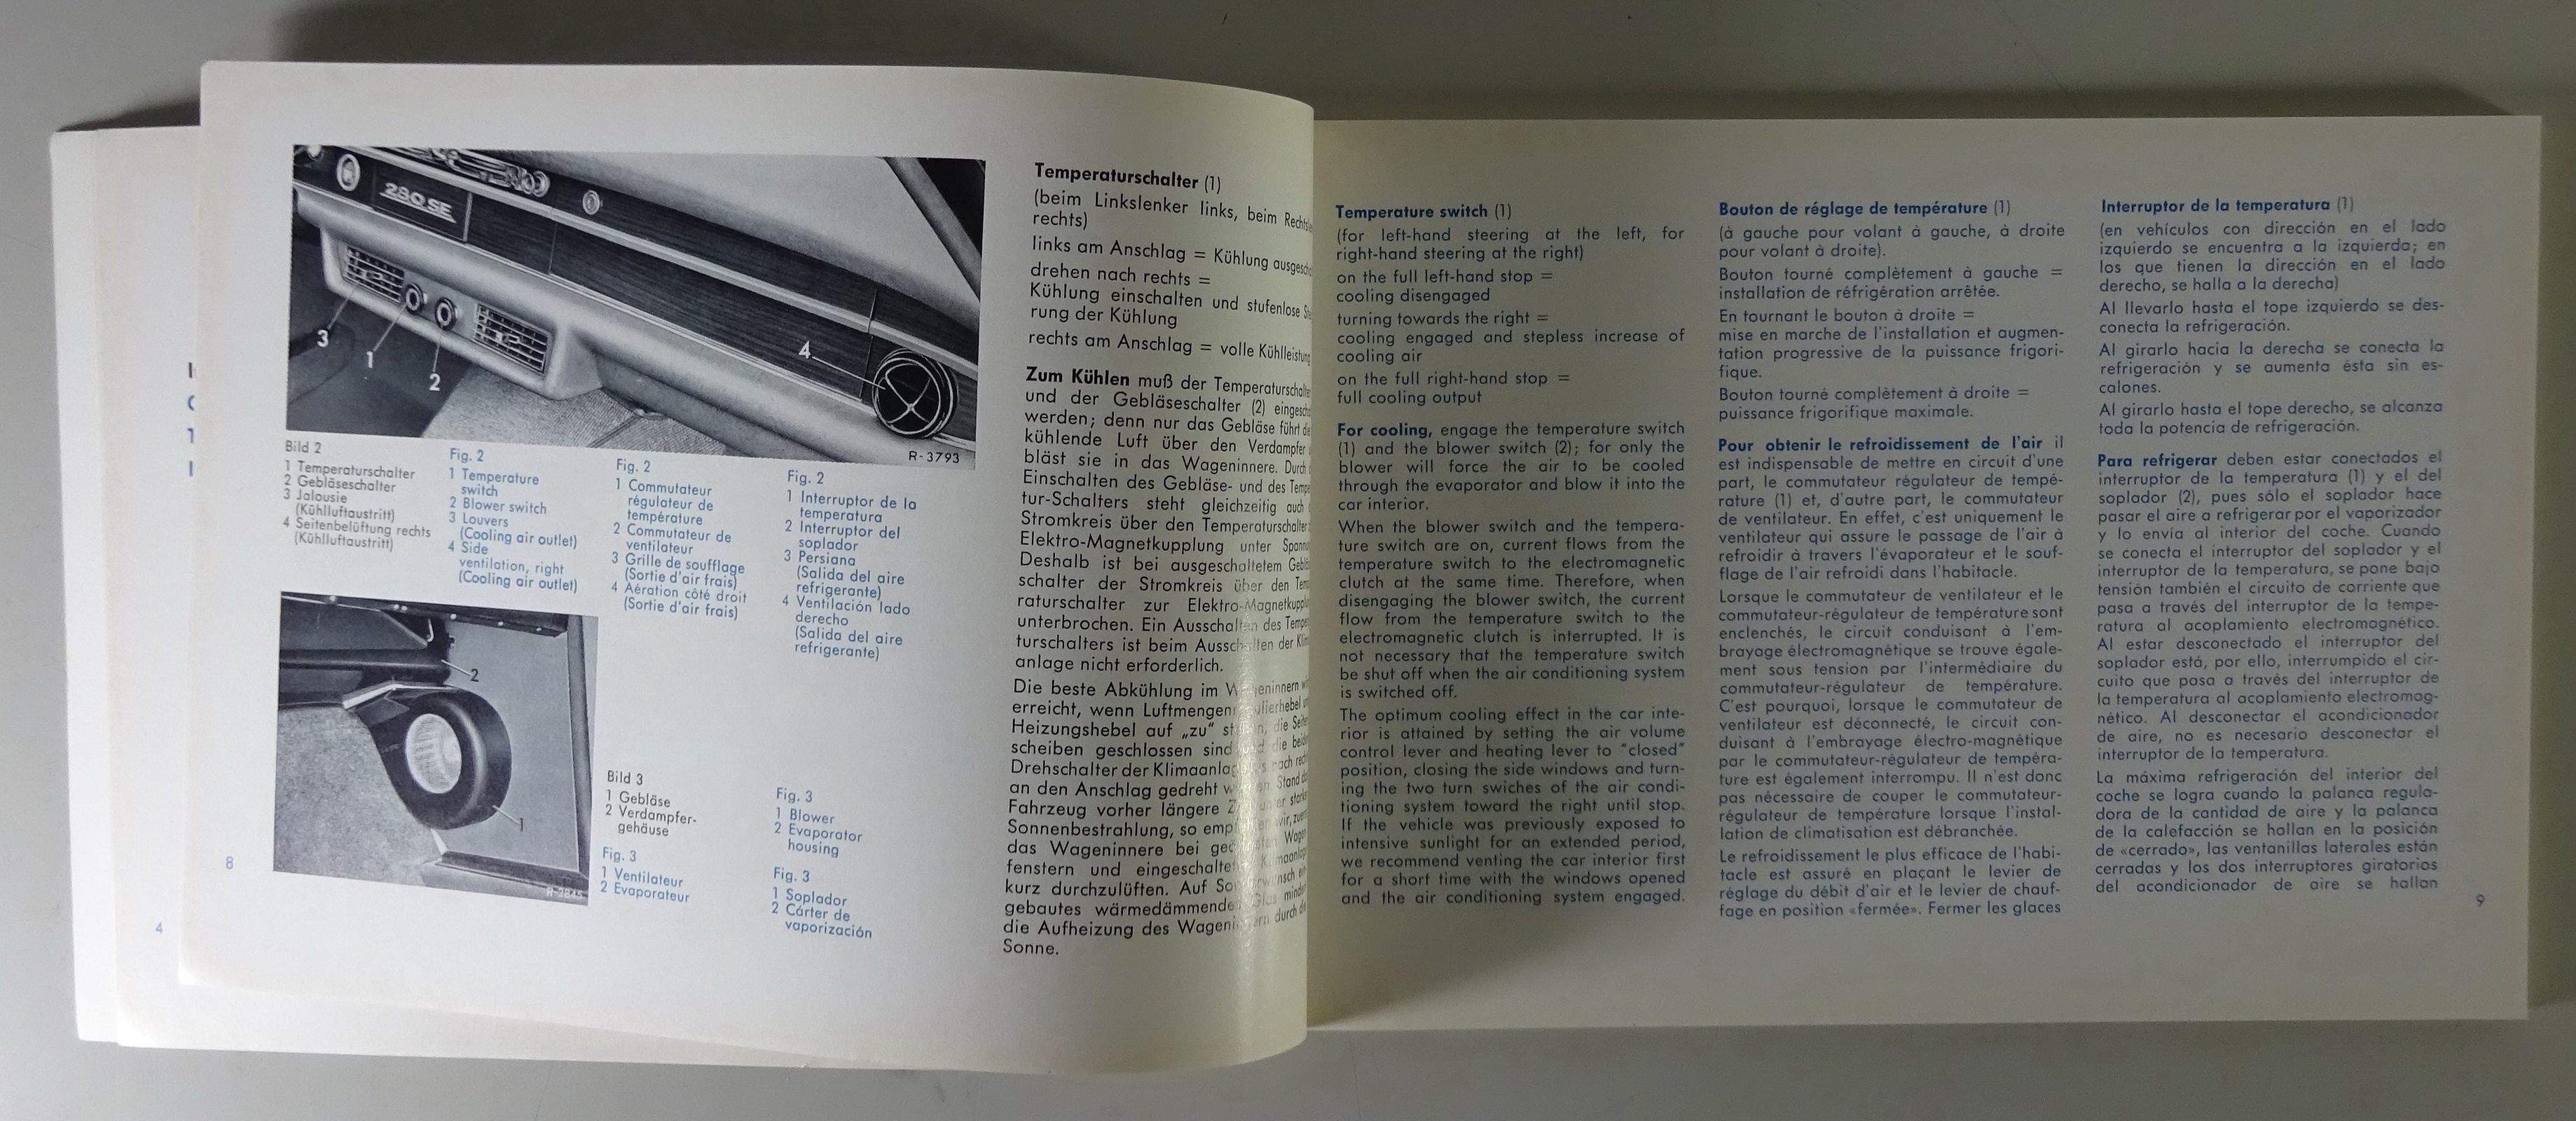 280 SE
3
1
2
4
R-3793
Bild 2
1 Temperaturschalter
2 Gebläseschalter
3 Jalousie
(Kühlluftaustritt)
4 Seitenbelüftung rechts
(Kühlluftaustritt)
Fig. 2
1 Temperature
switch
2 Blower switch
3 Louvers
(Cooling air outlet)
4 Side
ventilation, right
(Cooling air outlet)
Fig. 2
1 Commutateur
régulateur de
température
2 Commutateur de
ventilateur
3 Grille de soufflage
(Sortie d'air frais)
4 Aération côté droit
(Sortie d'air frais)
Fig. 2
1 Interruptor de la
temperatura
2 Interruptor del
soplador
3 Persiana
(Salida del aire
refrigerante)
4 Ventilación lado
derecho
(Salida del aire
refrigerante)
2
1
Bild 3
1 Gebläse
2 Verdampfer-
gehäuse
Fig. 3
1 Ventilateur
2 Evaporateur
Fig. 3
1 Blower
2 Evaporator
housing
Fig. 3
1 Soplador
2 Cárter de
vaporización
8
4
Temperaturschalter (1)
(beim Linkslenker links, beim
rechts)
links am Anschlag = Kühlung
drehen nach rechts =
Kühlung einschalten und stufenlose
rung der Kühlung
rechts am Anschlag = volle Kühlleistung
Zum Kühlen muß der Temperaturschalter
und der Gebläseschalter (2)
werden; denn nur das Gebläse führt
kühlende Luft über den Verdampfer
bläst sie in das Wageninnere. Durch
Einschalten des Gebläse- und des
tur-Schalters steht gleichzeitig auch
Stromkreis über den Temperaturschalter
Elektro-Magnetkupplung unter
Deshalb ist bei ausgeschaltetem
schalter der Stromkreis über den
raturschalter zur
unterbrochen. Ein Ausschalten des
turschalters ist beim Ausschalten der
anlage nicht erforderlich.
Die beste Abkühlung im
erreicht, wenn
Heizungshebel auf „zu“ die
scheiben geschlossen sind die
Drehschalter der
an den Anschlag gedreht Stand
Fahrzeug vorher längere
Sonnenbestrahlung, so
das Wageninnere bei
fenstern und
kurz durchzulüften. Auf
gebautes
die Aufheizung des durch
Sonne.
Temperature switch (1)
(for left-hand steering at the left, for
right-hand steering at the right)
on the full left-hand stop =
cooling disengaged
turning towards the right =
cooling engaged and stepless increase of
cooling air
on the full right-hand stop =
full cooling output
For cooling, engage the temperature switch
(1) and the blower switch (2); for only the
blower will force the air to be cooled
through the evaporator and blow it into the
car interior.
When the blower switch and the tempera-
ture switch are on, current flows from the
temperature switch to the electromagnetic
clutch at the same time. Therefore, when
disengaging the blower switch, the current
flow from the temperature switch to the
electromagnetic clutch is interrupted. It is
not necessary that the temperature switch
be shut off when the air conditioning system
is switched off.
The optimum cooling effect in the car inte-
rior is attained by setting the air volume
control lever and heating lever to "closed"
position, closing the side windows and turn-
ing the two turn swiches of the air condi-
tioning system toward the right until stop.
If the vehicle was previously exposed to
intensive sunlight for an extended period,
we recommend venting the car interior first
for a short time with the windows opened
and the air conditioning system engaged.
Bouton de réglage de température (1)
(à gauche pour volant à gauche, à droite
pour volant à droite).
Bouton tourné complètement à gauche =
installation de réfrigération arrêtée.
En tournant le bouton à droite =
mise en marche de l'installation et augmen-
tation progressive de la puissance frigori-
fique.
Bouton tourné complètement à droite =
puissance frigorifique maximale.
Pour obtenir le refroidissement de l'air il
est indispensable de mettre en circuit d'une
part, le commutateur régulateur de tempé-
rature (1) et, d'autre part, le commutateur
de ventilateur. En effet, c'est uniquement le
ventilateur qui assure le passage de l'air à
refroidir à travers l'évaporateur et le souf-
flage de l'air refroidi dans l'habitacle.
Lorsque le commutateur de ventilateur et le
commutateur-régulateur de température sont
enclenchés, le circuit conduisant à l'em-
brayage électromagnétique se trouve égale-
ment sous tension par l'intermédiaire du
commutateur-régulateur de température.
C'est pourquoi, lorsque le commutateur de
ventilateur est déconnecté, le circuit con-
duisant à l'embrayage électro-magnétique
par le commutateur-régulateur de tempéra-
ture est également interrompu. Il n'est donc
pas nécessaire de couper le commutateur-
régulateur de température lorsque l'instal-
lation de climatisation est débranchée.
Le refroidissement le plus efficace de l'habi-
tacle est assuré en plaçant le levier de
réglage du débit d'air et le levier de chauf-
fage en position «fermée». Fermer les glaces
Interruptor de la temperatura (1)
(en vehículos con dirección en el lado
izquierdo se encuentra a la izquierda; en
los que tienen la dirección en el lado
derecho, se halla a la derecha)
Al llevarlo hasta el tope izquierdo se des-
conecta la refrigeración.
Al girarlo hacia la derecha se conecta la
refrigeración y se aumenta ésta sin es-
calones.
Al girarlo hasta el tope derecho, se alcanza
toda la potencia de refrigeración.
Para refrigerar deben estar conectados el
interruptor de la temperatura (1) y el del
soplador (2), pues sólo el soplador hace
pasar el aire a refrigerar por el vaporizador
y lo envía al interior del coche. Cuando
se conecta el interruptor del soplador y el
interruptor de la temperatura, se pone bajo
tensión también el circuito de corriente que
pasa a través del interruptor de la tempe-
ratura al acoplamiento electromagnético.
Al estar desconectado el interruptor del
soplador está, por ello, interrumpido el cir-
cuito que pasa a través del interruptor de
la temperatura al acoplamiento electromag-
nético. Al desconectar el acondicionador
de aire, no es necesario desconectar el
interruptor de la temperatura.
La máxima refrigeración del interior del
coche se logra cuando la palanca regula-
dora de la cantidad de aire y la palanca
de la calefacción se hallan en la posición
de «cerrado», las ventanillas laterales están
cerradas y los dos interruptores giratorios
del acondicionador de aire se hallan
9